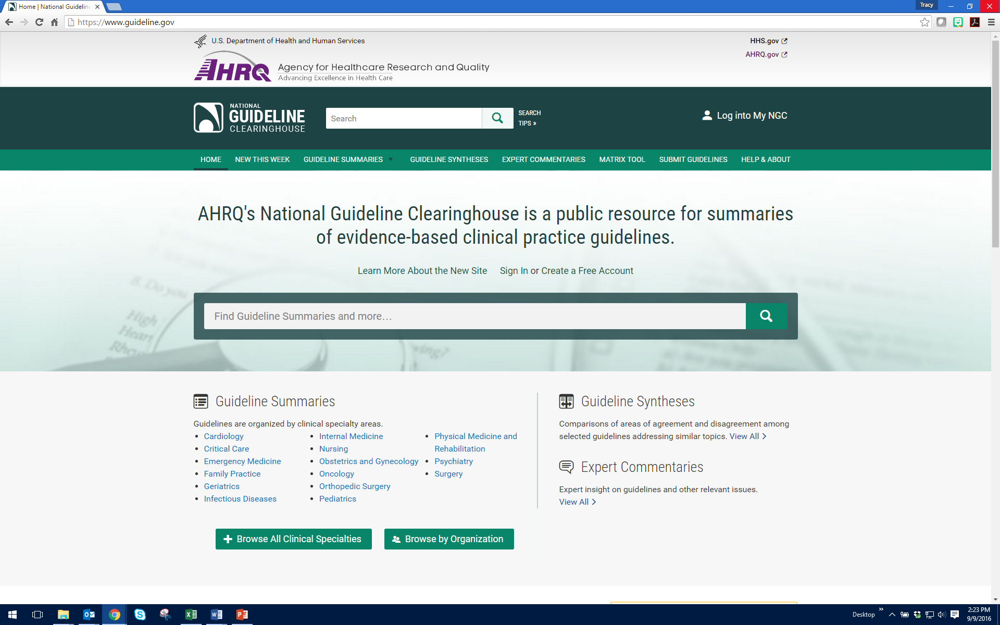 Home | National Guideline
Tracy
https://www.guideline.gov
U.S. Department of Health and Human Services
HHS.gov
AHRQ.gov
AHRQ
Agency for Healthcare Research and Quality
Advancing Excellence in Health Care
NATIONAL
GUIDELINE
CLEARINGHOUSE
Search
SEARCH
TIPS »
Log into My NGC
HOME NEW THIS WEEK GUIDELINE SUMMARIES GUIDELINE SYNTHESES EXPERT COMMENTARIES MATRIX TOOL SUBMIT GUIDELINES HELP & ABOUT
AHRQ's National Guideline Clearinghouse is a public resource for summaries
of evidence-based clinical practice guidelines.
Learn More About the New Site Sign In or Create a Free Account
8. Do you
Find Guideline Summaries and more...
High
Heart
ving?
Guideline Summaries
Guidelines are organized by clinical specialty areas.
• Cardiology
• Critical Care
• Emergency Medicine
• Family Practice
• Geriatrics
• Infectious Diseases
• Internal Medicine
• Nursing
• Obstetrics and Gynecology
• Oncology
• Orthopedic Surgery
• Pediatrics
• Physical Medicine and
Rehabilitation
• Psychiatry
• Surgery
Browse All Clinical Specialties
Browse by Organization
Guideline Syntheses
Comparisons of areas of agreement and disagreement among
selected guidelines addressing similar topics. View All >
Expert Commentaries
Expert insight on guidelines and other relevant issues.
View All >
Desktop
2:23 PM
9/9/2016